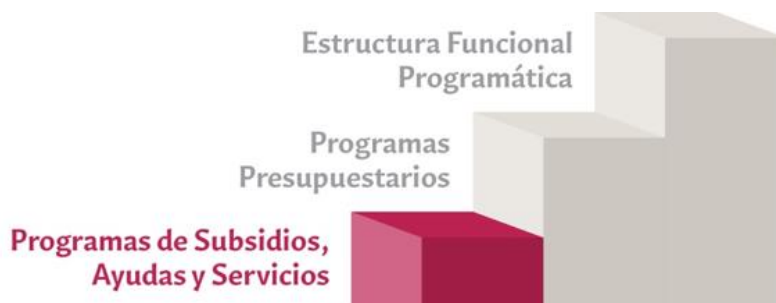 Estructura Funcional
Programática
Programas
Presupuestarios
Programas de Subsidios,
Ayudas y Servicios